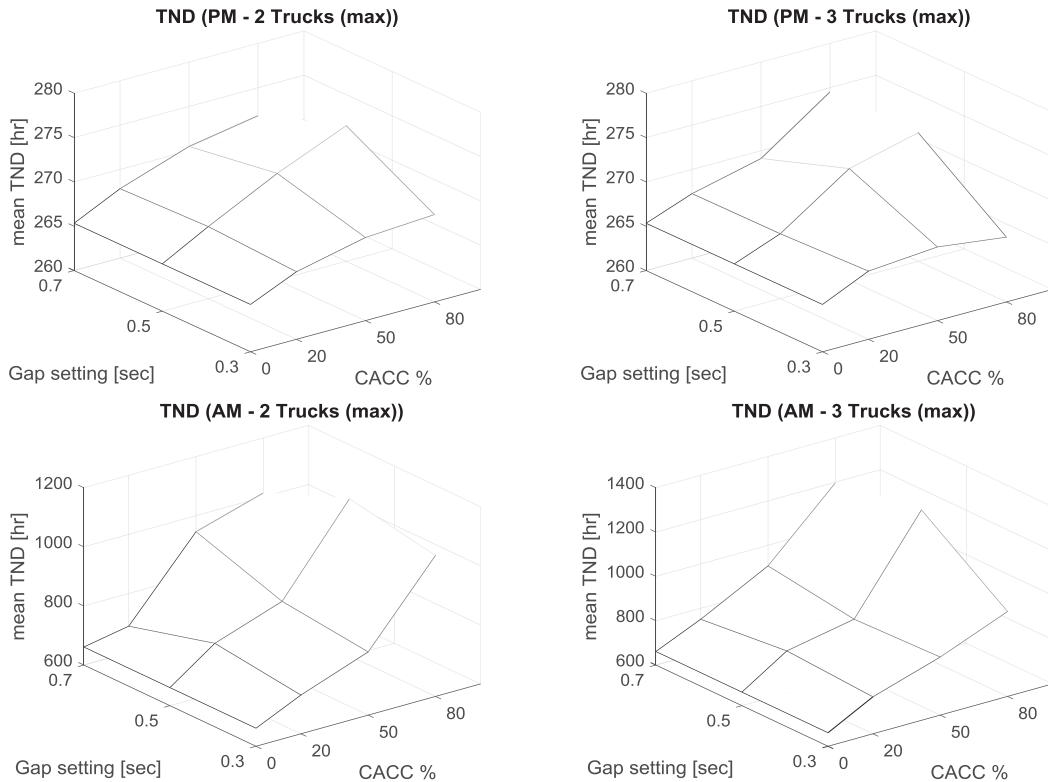 TND (PM - 2 Trucks (max))
280
275
270
265
260
mean TND [hr]
0.7
0.5
0.3
Gap setting [sec]
0
20
50
80
CACC %
TND (PM - 3 Trucks (max))
280
275
270
265
260
mean TND [hr]
0.7
0.5
0.3
Gap setting [sec]
0
20
50
80
CACC %
TND (AM - 2 Trucks (max))
1200
1000
800
600
mean TND [hr]
0.7
0.5
0.3
Gap setting [sec]
0
20
50
80
CACC %
TND (AM - 3 Trucks (max))
1400
1200
1000
800
600
mean TND [hr]
0.7
0.5
0.3
Gap setting [sec]
0
20
50
80
CACC %